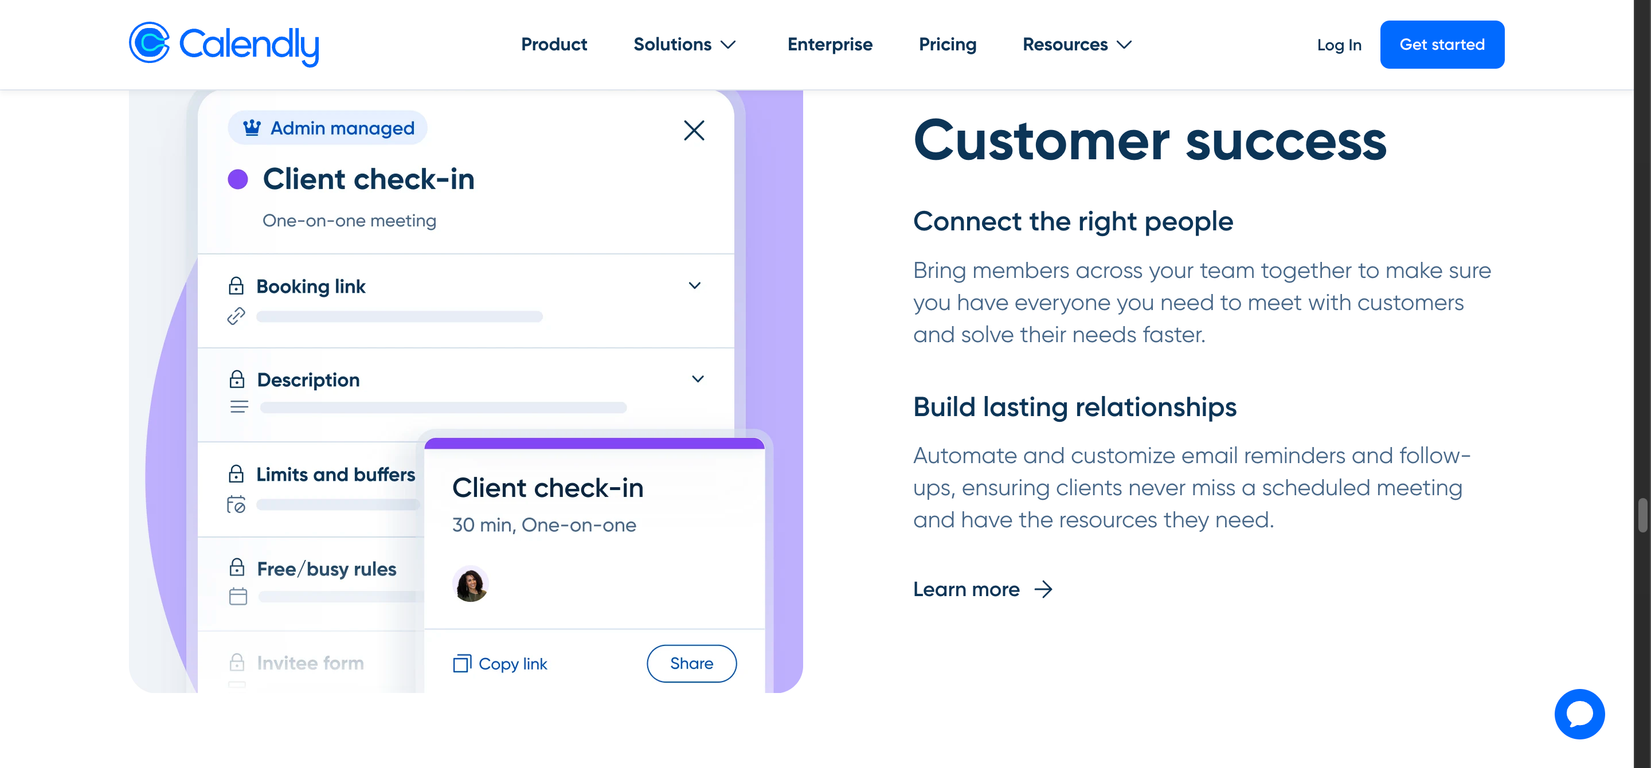 Calendly
Product
Solutions
Enterprise
Pricing
Resources
Log In
Get started
Admin managed
Client check-in
One-on-one meeting
Booking link
Description
Limits and buffers
Free/busy rules
Invitee form
Client check-in
30 min, One-on-one
Copy link
Share
Customer success
Connect the right people
Bring members across your team together to make sure
you have everyone you need to meet with customers
and solve their needs faster.
Build lasting relationships
Automate and customize email reminders and follow-
ups, ensuring clients never miss a scheduled meeting
and have the resources they need.
Learn more